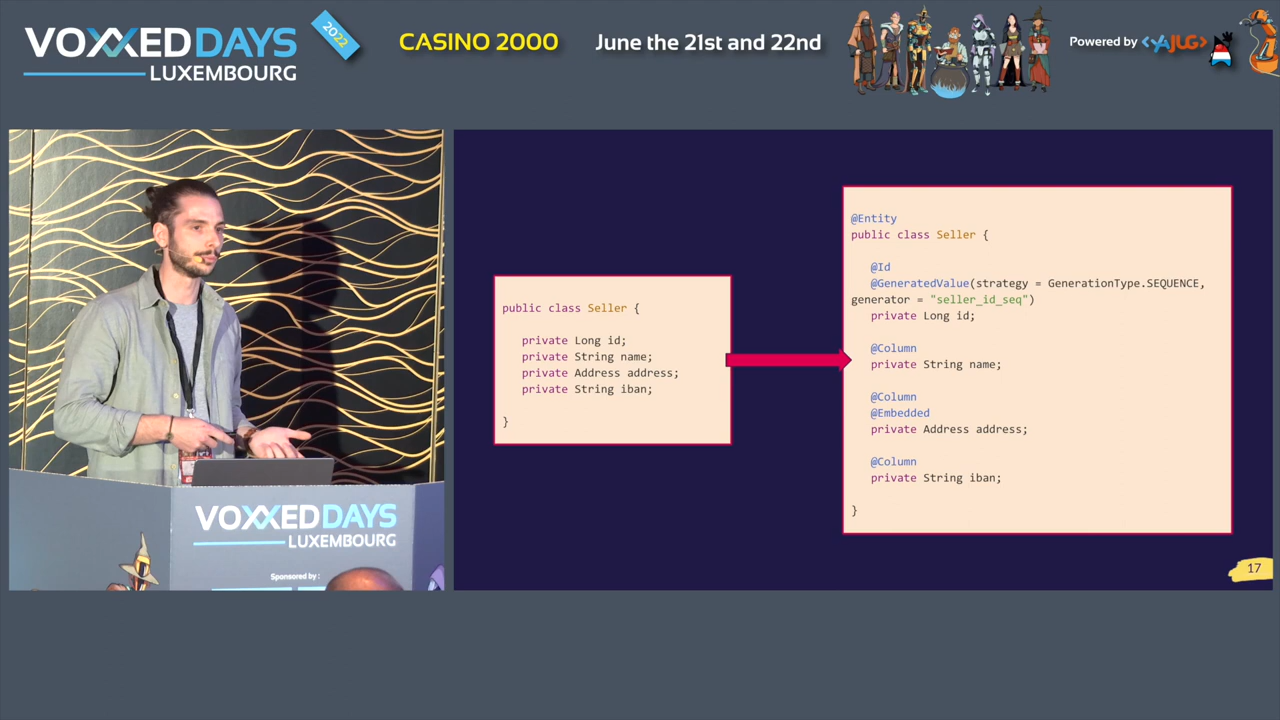 VOXXED DAYS
LUXEMBOURG
2022
CASINO 2000
June the 21st and 22nd
Powered by <YAJUG>
VOXXED DAYS
LUXEMBOURG
Sponsored by :
public class Seller {
private Long id;
private String name;
private Address address;
private String iban;
}
@Entity
public class Seller {
@Id
@GeneratedValue(strategy = GenerationType.SEQUENCE,
generator = "seller_id_seq")
private Long id;
@Column
private String name;
@Column
@Embedded
private Address address;
@Column
private String iban;
}
17